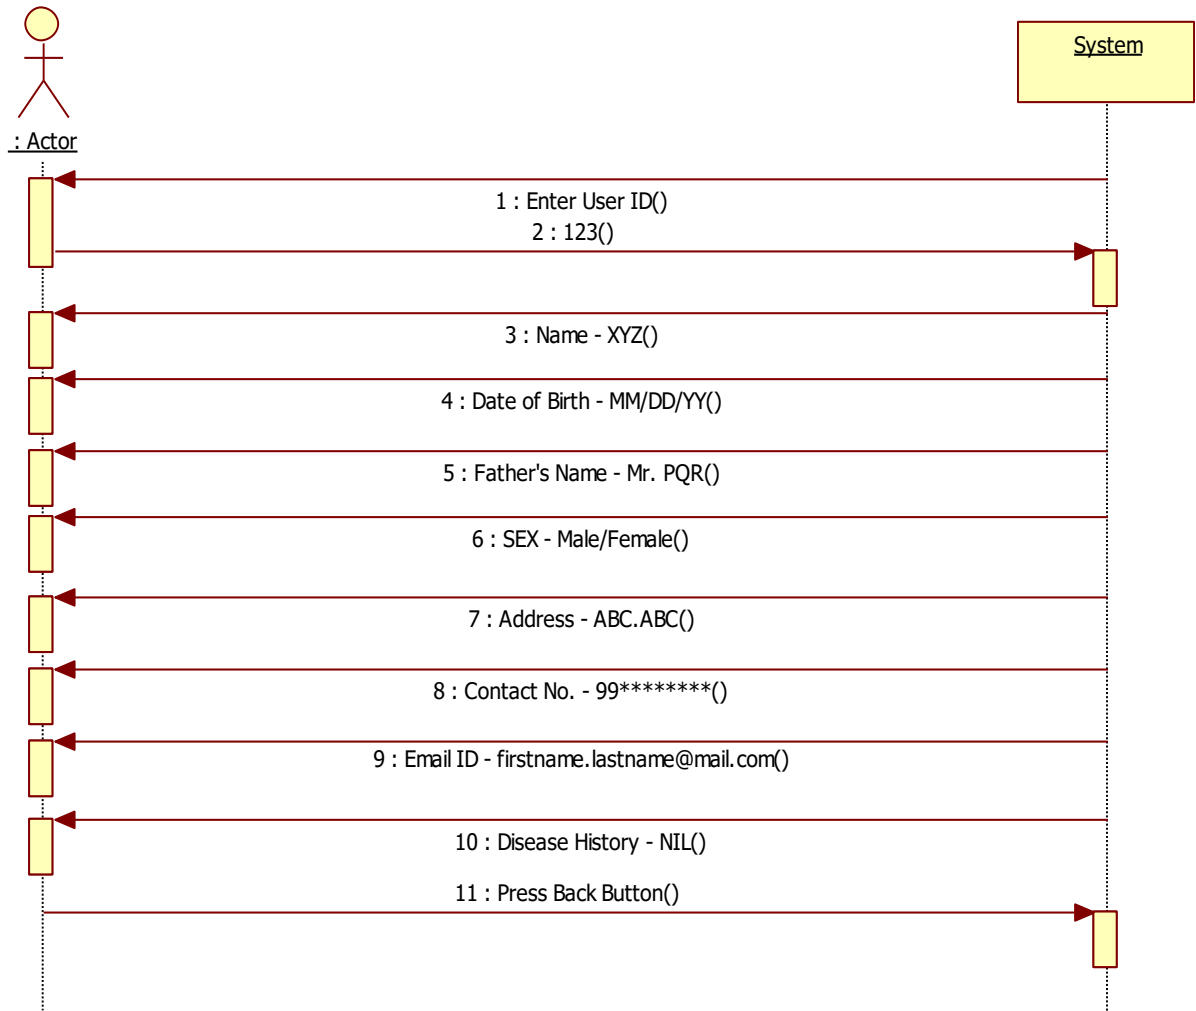 System
: Actor
1 : Enter User ID()
2 : 123()
3 : Name - XYZ()
4 : Date of Birth - MM/DD/YY()
5 : Father's Name - Mr. PQR()
6 : SEX - Male/Female()
7 : Address - ABC.ABC()
8 : Contact No. - 99********()
9 : Email ID - firstname.lastname@mail.com()
10 : Disease History - NIL()
11 : Press Back Button()